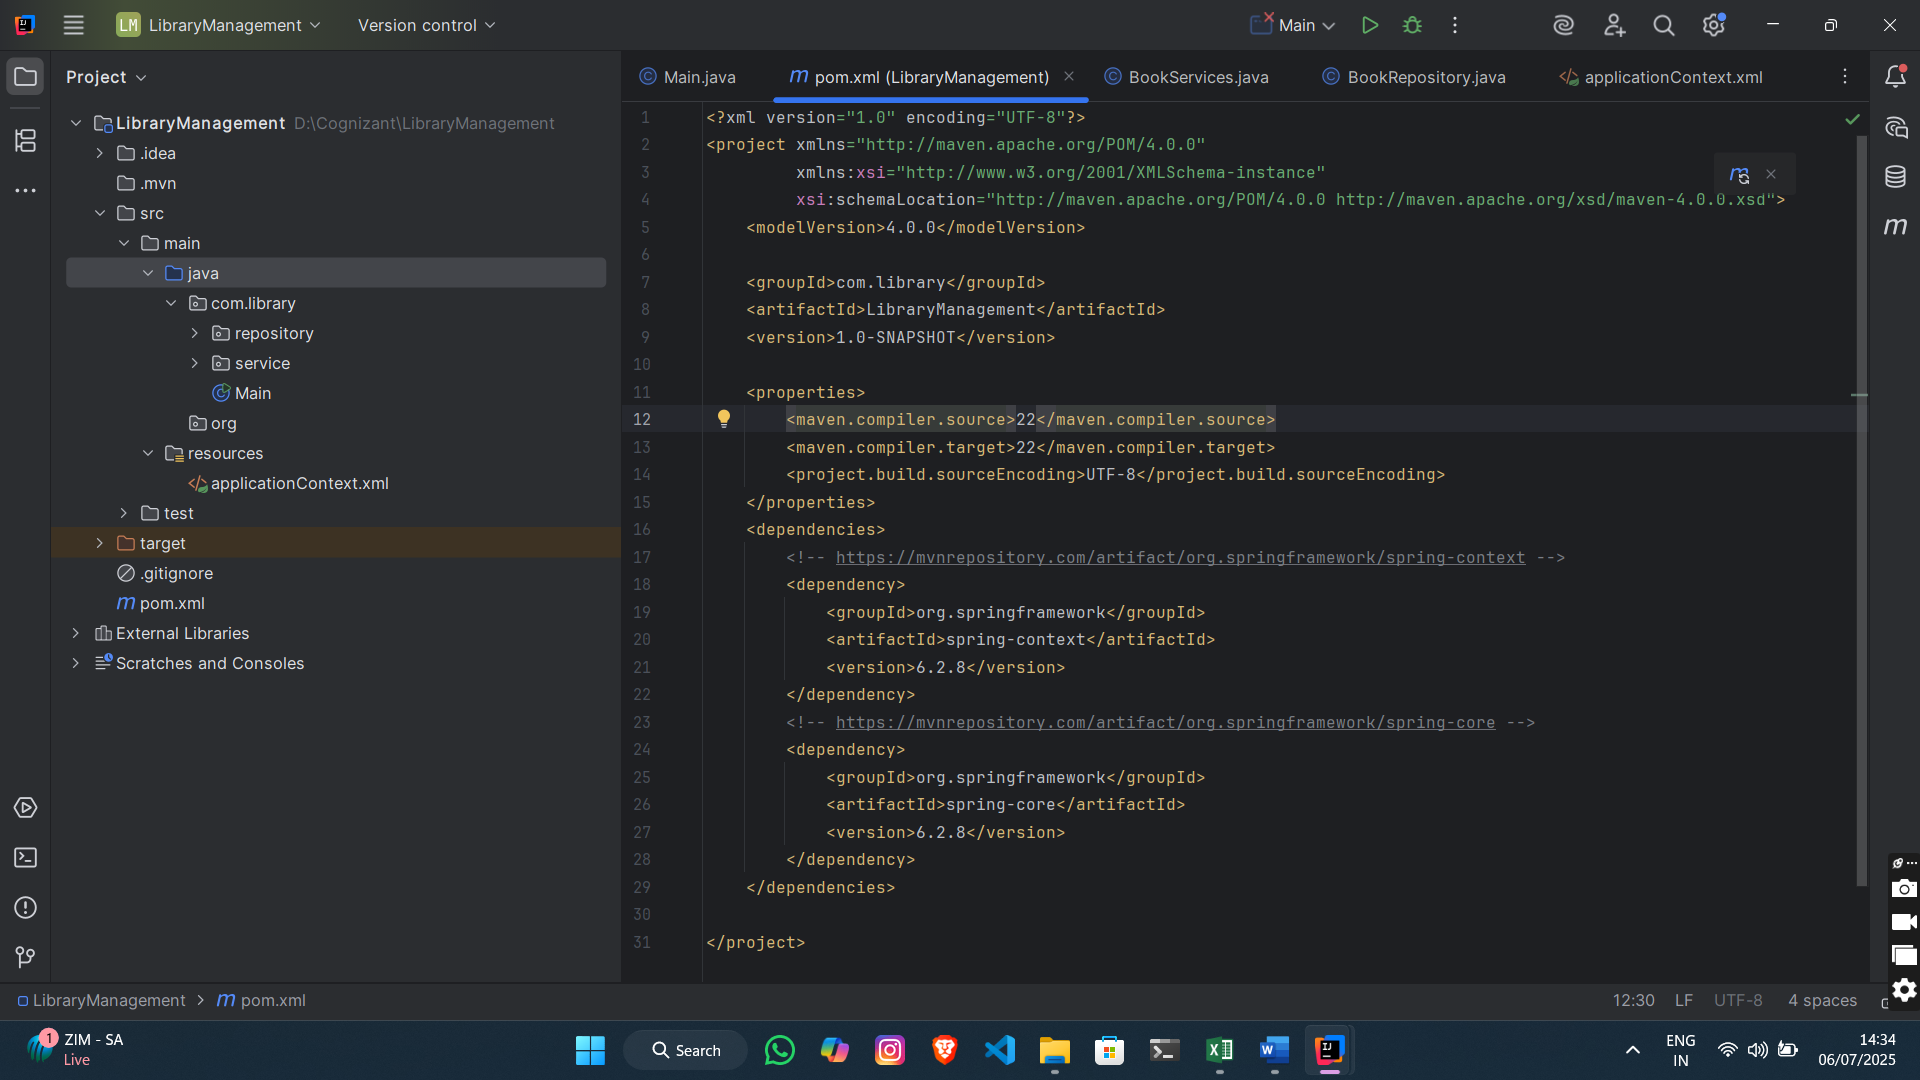 LM LibraryManagement
Version control
Main
Project
Main.java
pom.xml (LibraryManagement)
BookServices.java
BookRepository.java
applicationContext.xml
LibraryManagement D:\Cognizant\LibraryManagement
.idea
.mvn
src
main
java
com.library
repository
service
Main
org
resources
applicationContext.xml
test
target
.gitignore
pom.xml
External Libraries
Scratches and Consoles
1 <?xml version="1.0" encoding="UTF-8"?>
2 <project xmlns="http://maven.apache.org/POM/4.0.0"
3 xmlns:xsi="http://www.w3.org/2001/XMLSchema-instance"
4 xsi:schemaLocation="http://maven.apache.org/POM/4.0.0 http://maven.apache.org/xsd/maven-4.0.0.xsd">
5 <modelVersion>4.0.0</modelVersion>
6
7 <groupId>com.library</groupId>
8 <artifactId>LibraryManagement</artifactId>
9 <version>1.0-SNAPSHOT</version>
10
11 <properties>
12 <maven.compiler.source>22</maven.compiler.source>
13 <maven.compiler.target>22</maven.compiler.target>
14 <project.build.sourceEncoding>UTF-8</project.build.sourceEncoding>
15 </properties>
16 <dependencies>
17 <!-- https://mvnrepository.com/artifact/org.springframework/spring-context -->
18 <dependency>
19 <groupId>org.springframework</groupId>
20 <artifactId>spring-context</artifactId>
21 <version>6.2.8</version>
22 </dependency>
23 <!-- https://mvnrepository.com/artifact/org.springframework/spring-core -->
24 <dependency>
25 <groupId>org.springframework</groupId>
26 <artifactId>spring-core</artifactId>
27 <version>6.2.8</version>
28 </dependency>
29 </dependencies>
30
31 </project>
LibraryManagement > pom.xml
12:30 LF UTF-8 4 spaces
1
ZIM - SA
Live
Search
ENG
IN
14:34
06/07/2025